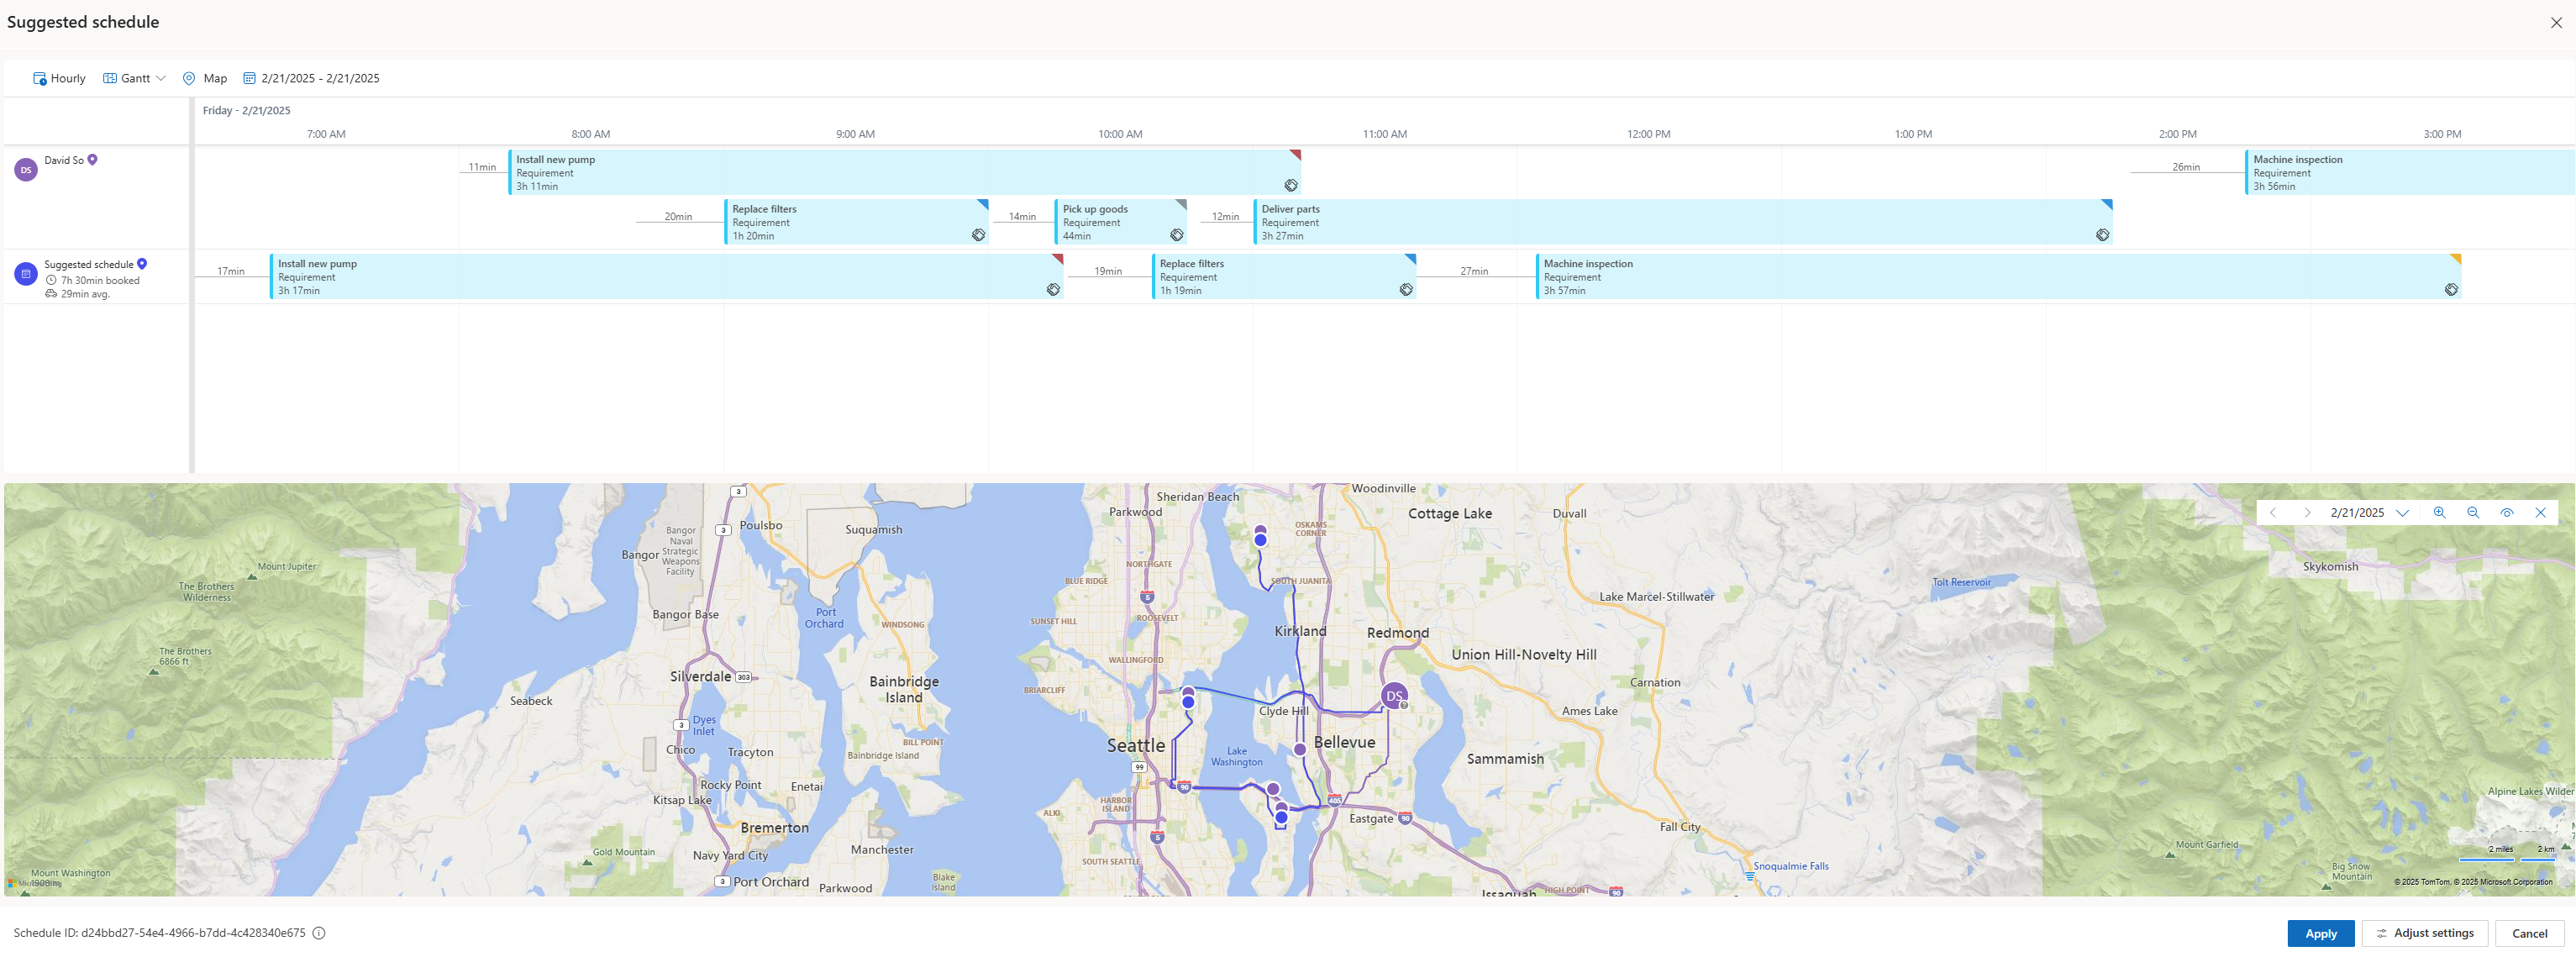 Suggested schedule
Hourly
Gantt
Map
2/21/2025 - 2/21/2025
Friday - 2/21/2025
7:00 AM
8:00 AM
9:00 AM
10:00 AM
11:00 AM
12:00 PM
1:00 PM
2:00 PM
3:00 PM
DS
David So
11min
Install new pump
Requirement
3h 11min
26min
Machine inspection
Requirement
3h 56min
20min
Replace filters
Requirement
1h 20min
14min
Pick up goods
Requirement
44min
12min
Deliver parts
Requirement
3h 27min
Suggested schedule
7h 30min booked
29min avg.
17min
Install new pump
Requirement
3h 17min
19min
Replace filters
Requirement
1h 19min
27min
Machine inspection
Requirement
3h 57min
2/21/2025
Sheridan Beach
Woodinville
Parkwood
Cottage Lake
Duvall
3
3
Poulsbo
Suquamish
Bangor
Naval
Strategic
Weapons
Facility
Bangor
OSKAMS
CORNER
Mount Jupiter
The Brothers
Wilderness
NORTHGATE
BLUE RIDGE
SOUTH JUANITA
Skykomish
Tolt Reservoir
5
Lake Marcel-Stillwater
Bangor Base
Port
Orchard
WINDSONG
SUNSET HILL
ROOSEVELT
Kirkland
Redmond
The Brothers
6866 ft
WALLINGFORD
Union Hill-Novelty Hill
Silverdale
303
Bainbridge
Island
BRIARCLIFF
Carnation
DS
Seabeck
Clyde Hill
Ames Lake
3
Dyes
Inlet
BILL POINT
Seattle
Bellevue
Chico
Tracyton
Bainbridge Island
Lake
Washington
Sammamish
99
Rocky Point
Enetai
90
Kitsap Lake
HARBOR
ISLAND
405
Alpine Lakes Wilder
ALKI
Eastgate
90
Bremerton
Fall City
5
Gold Mountain
Navy Yard City
Manchester
SOUTH SEATTLE
Mount Garfield
2 miles
2 km
Snoqualmie Falls
Mount Washington
3
Port Orchard
Parkwood
Blake
Island
Issaquah
HIGH POINT
90
Big Snow
Mountain
© 2025 TomTom, © 2025 Microsoft Corporation
Schedule ID: d24bbd27-54e4-4966-b7dd-4c428340e675
Apply
Adjust settings
Cancel